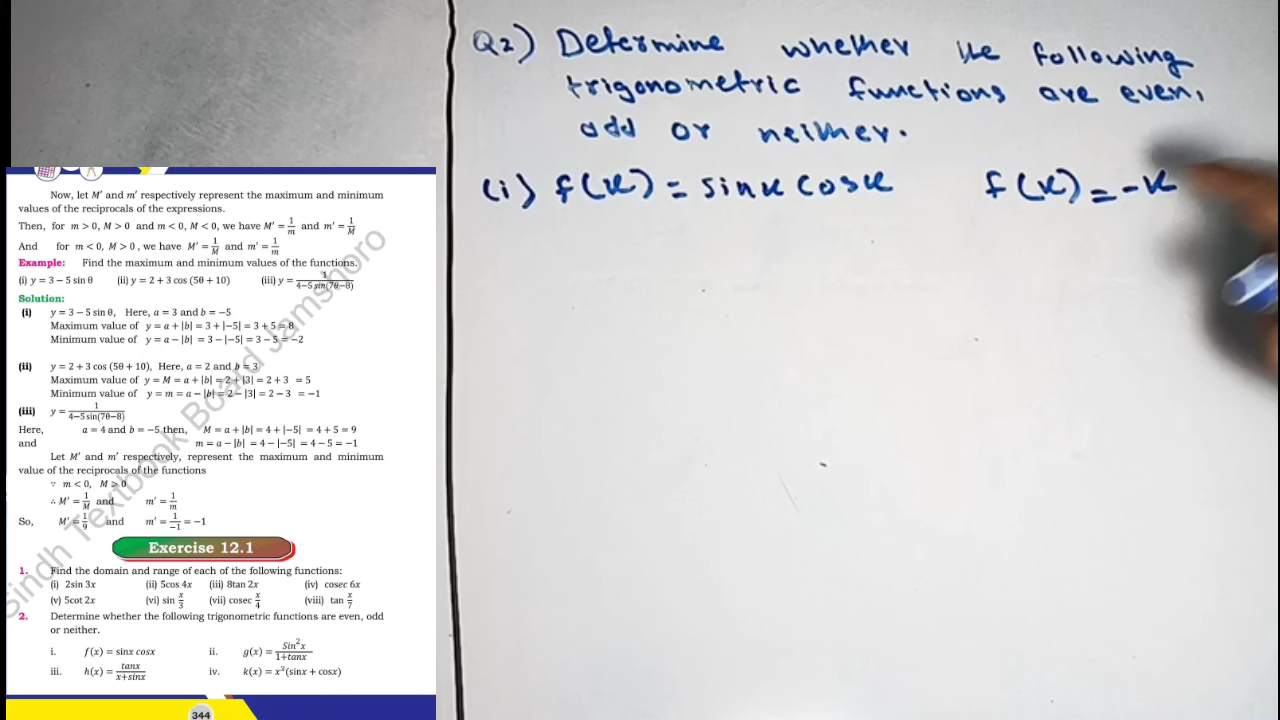 Now, let M′ and m′ respectively represent the maximum and minimum
values of the reciprocals of the expressions.
Then, for m > 0, M > 0 and m < 0, M < 0, we have M′ = 1/m and m′ = 1/M
And for m < 0, M > 0, we have M′ = 1/M and m′ = 1/m
Example: Find the maximum and minimum values of the functions.
(i) y = 3 − 5 sin θ (ii) y = 2 + 3 cos (5θ + 10) (iii) y = 1/(4−5 sin(7θ−8))
Solution:
(i) y = 3 − 5 sin θ, Here, a = 3 and b = −5
Maximum value of y = a + |b| = 3 + |−5| = 3 + 5 = 8
Minimum value of y = a − |b| = 3 − |−5| = 3 − 5 = −2
(ii) y = 2 + 3 cos (5θ + 10), Here, a = 2 and b = 3
Maximum value of y = M = a + |b| = 2 + |3| = 2 + 3 = 5
Minimum value of y = m = a − |b| = 2 − |3| = 2 − 3 = −1
(iii) y = 1/(4−5 sin(7θ−8))
Here, a = 4 and b = −5 then, M = a + |b| = 4 + |−5| = 4 + 5 = 9
and m = a − |b| = 4 − |−5| = 4 − 5 = −1
Let M′ and m′ respectively, represent the maximum and minimum
value of the reciprocals of the functions
∵ m < 0, M > 0
∴ M′ = 1/M and m′ = 1/m
So, M′ = 1/9 and m′ = 1/−1 = −1
Exercise 12.1
1. Find the domain and range of each of the following functions:
(i) 2sin 3x (ii) 5cos 4x (iii) 8tan 2x (iv) cosec 6x
(v) 5cot 2x (vi) sin x/3 (vii) cosec x/4 (viii) tan x/7
2. Determine whether the following trigonometric functions are even, odd
or neither.
i. f(x) = sinx cosx ii. g(x) = Sin²x/(1+tanx)
iii. h(x) = tanx/(x+sinx) iv. k(x) = x³(sinx + cosx)
344
Sindh Textbook Board Jamshoro
Q2) Determine whether the following
trigonometric functions are even,
odd or neither.
(i) f(x) = sinx cosx f(x) = -x